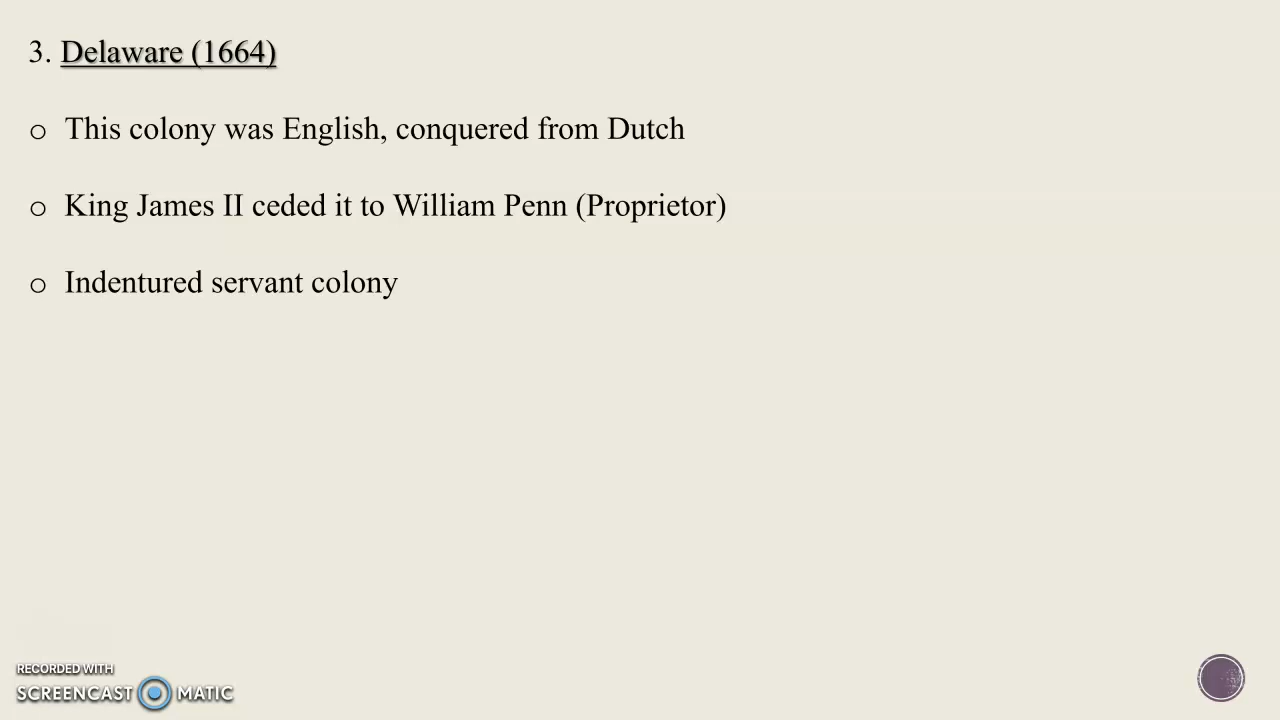 3. Delaware (1664)
o This colony was English, conquered from Dutch
o King James II ceded it to William Penn (Proprietor)
o Indentured servant colony
RECORDED WITH
SCREENCAST MATIC